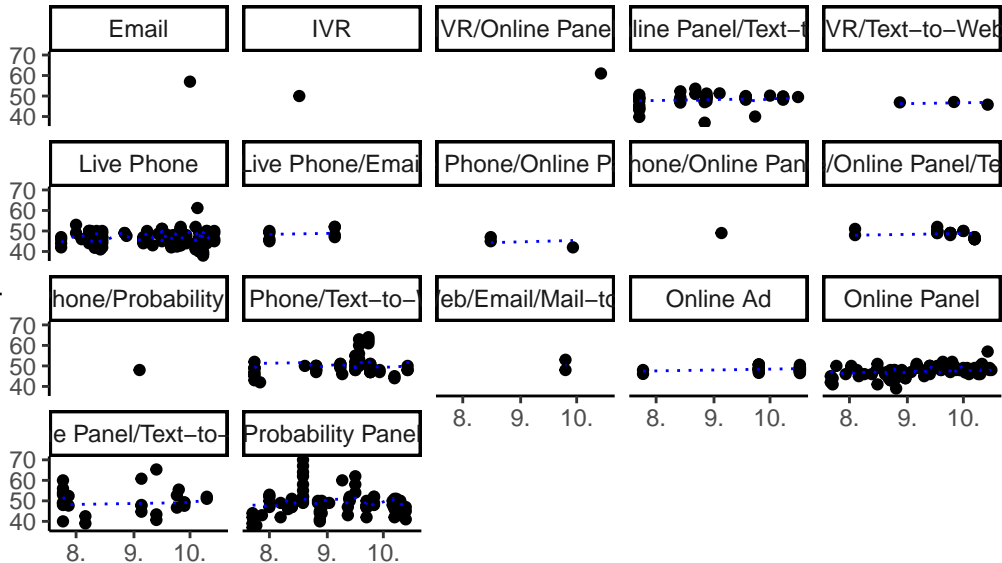 Email IVR VR/Online Pane line Panel/Text-t VR/Text-to-Web
70
60
50
40
Live Phone Live Phone/Emai Phone/Online P hone/Online Pan /Online Panel/Te
70
60
50
40
hone/Probability Phone/Text-to- eb/Email/Mail-to Online Ad Online Panel
70
60
50
40
8. 9. 10. 8. 9. 10. 8. 9. 10.
e Panel/Text-to- Probability Panel
70
60
50
40
8. 9. 10. 8. 9. 10.